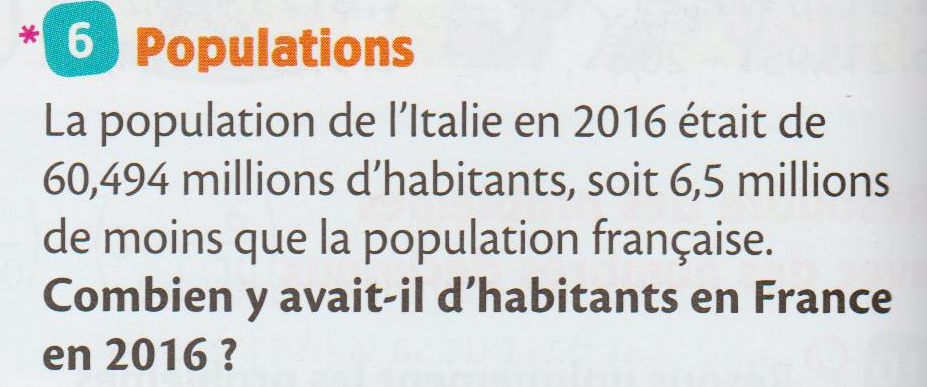 * 6 Populations
La population de l'Italie en 2016 était de
60,494 millions d'habitants, soit 6,5 millions
de moins que la population française.
Combien y avait-il d'habitants en France
en 2016 ?